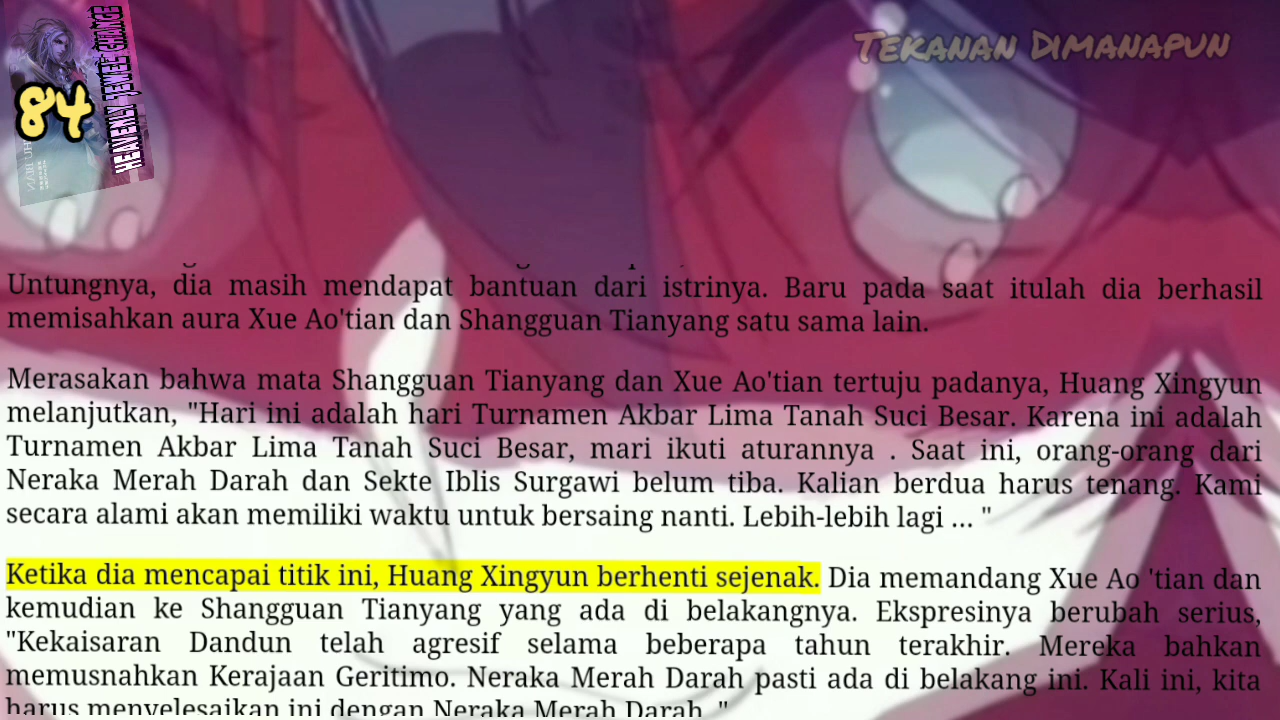 Tekanan Dimanapun
84
HEAVENLY JEWEL CHANGE
Untungnya, dia masih mendapat bantuan dari istrinya. Baru pada saat itulah dia berhasil
memisahkan aura Xue Ao'tian dan Shangguan Tianyang satu sama lain.
Merasakan bahwa mata Shangguan Tianyang dan Xue Ao'tian tertuju padanya, Huang Xingyun
melanjutkan, "Hari ini adalah hari Turnamen Akbar Lima Tanah Suci Besar. Karena ini adalah
Turnamen Akbar Lima Tanah Suci Besar, mari ikuti aturannya . Saat ini, orang-orang dari
Neraka Merah Darah dan Sekte Iblis Surgawi belum tiba. Kalian berdua harus tenang. Kami
secara alami akan memiliki waktu untuk bersaing nanti. Lebih-lebih lagi ... "
Ketika dia mencapai titik ini, Huang Xingyun berhenti sejenak. Dia memandang Xue Ao 'tian dan
kemudian ke Shangguan Tianyang yang ada di belakangnya. Ekspresinya berubah serius,
"Kekaisaran Dandun telah agresif selama beberapa tahun terakhir. Mereka bahkan
memusnahkan Kerajaan Geritimo. Neraka Merah Darah pasti ada di belakang ini. Kali ini, kita
harus menyelesaikan ini dengan Neraka Merah Darah. "